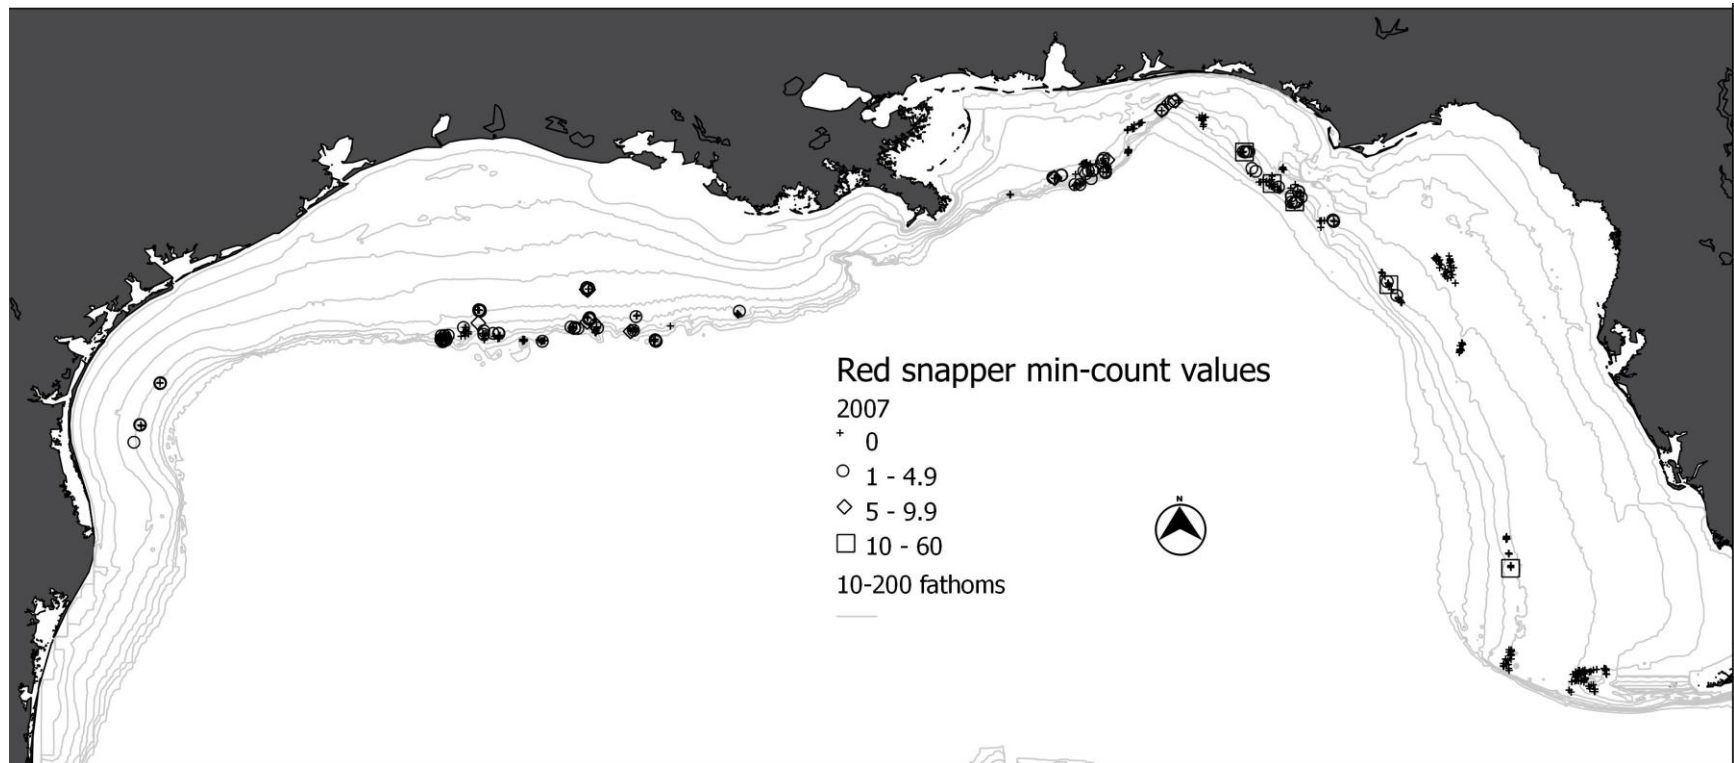 Red snapper min-count values
2007
0
1 - 4.9
5 - 9.9
10 - 60
10-200 fathoms
N